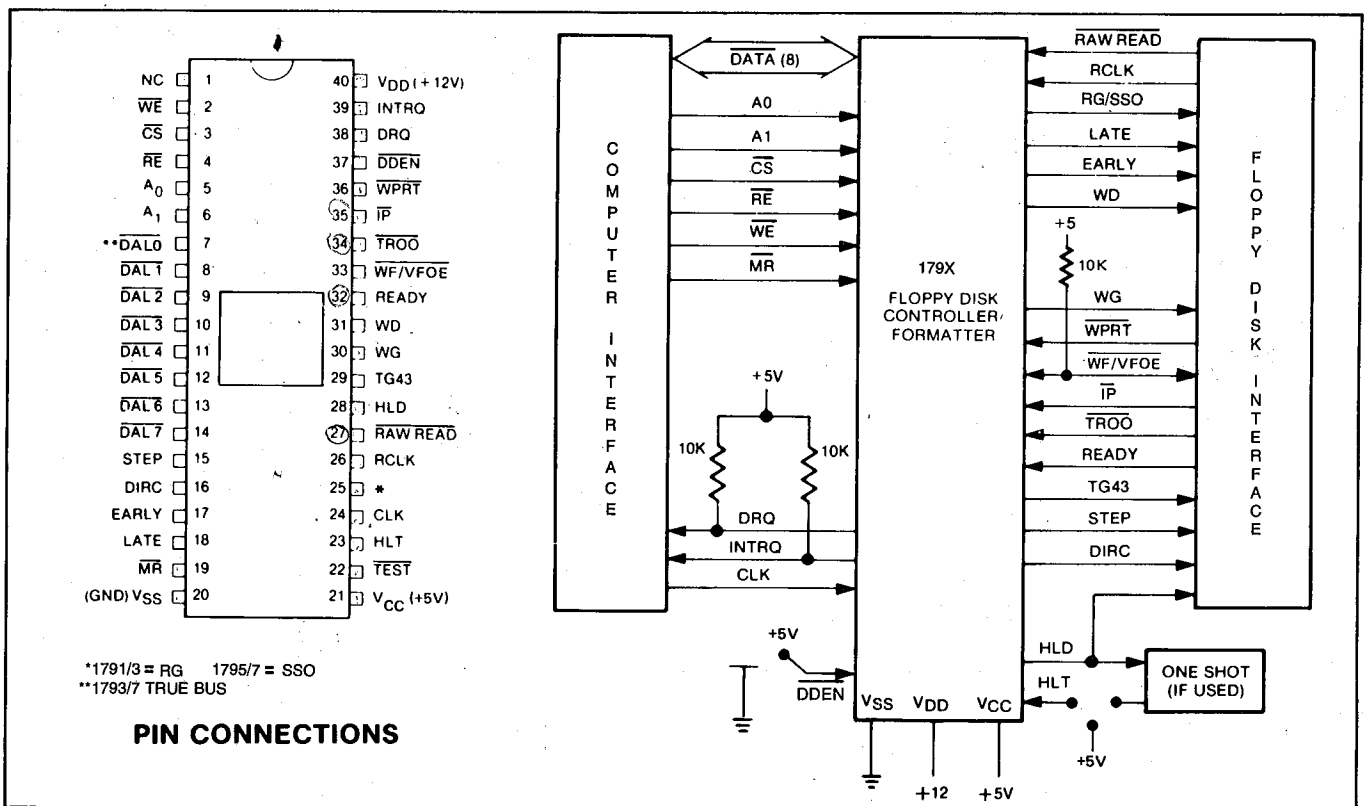 NC 1
WE 2
CS 3
RE 4
A0 5
A1 6
**DAL0 7
DAL 1 8
DAL 2 9
DAL 3 10
DAL 4 11
DAL 5 12
DAL 6 13
DAL 7 14
STEP 15
DIRC 16
EARLY 17
LATE 18
MR 19
(GND) VSS 20
40 VDD (+12V)
39 INTRQ
38 DRQ
37 DDEN
36 WPRT
35 IP
34 TROO
33 WF/VFOE
32 READY
31 WD
30 WG
29 TG43
28 HLD
27 RAW READ
26 RCLK
25 *
24 CLK
23 HLT
22 TEST
21 VCC (+5V)
*1791/3 = RG 1795/7 = SSO
**1793/7 TRUE BUS
PIN CONNECTIONS
COMPUTER INTERFACE
DATA (8)
A0
A1
CS
RE
WE
MR
+5V
10K
10K
DRQ
INTRQ
CLK
+5V
DDEN
179X
FLOPPY DISK
CONTROLLER/
FORMATTER
VSS VDD VCC
+12 +5V
RAW READ
RCLK
RG/SSO
LATE
EARLY
WD
+5
10K
WG
WPRT
WF/VFOE
IP
TROO
READY
TG43
STEP
DIRC
HLD
HLT
+5V
ONE SHOT
(IF USED)
FLOPPY DISK INTERFACE